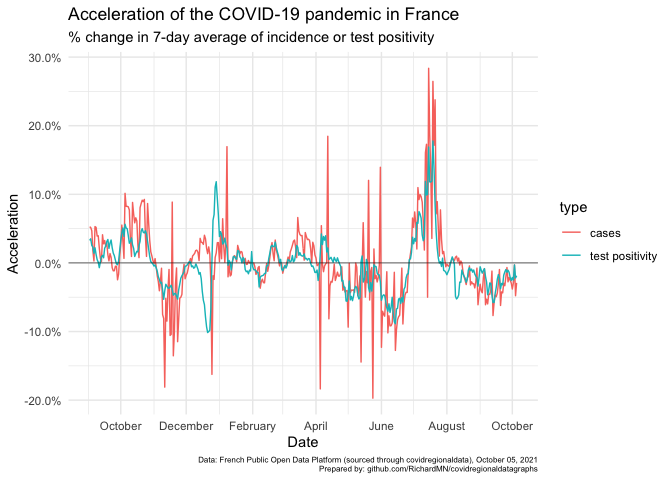 Acceleration of the COVID-19 pandemic in France
% change in 7-day average of incidence or test positivity
30.0%
20.0%
10.0%
0.0%
-10.0%
-20.0%
Acceleration
October
December
February
April
June
August
October
Date
type
cases
test positivity
Data: French Public Open Data Platform (sourced through covidregionaldata), October 05, 2021
Prepared by: github.com/RichardMN/covidregionaldatagraphs